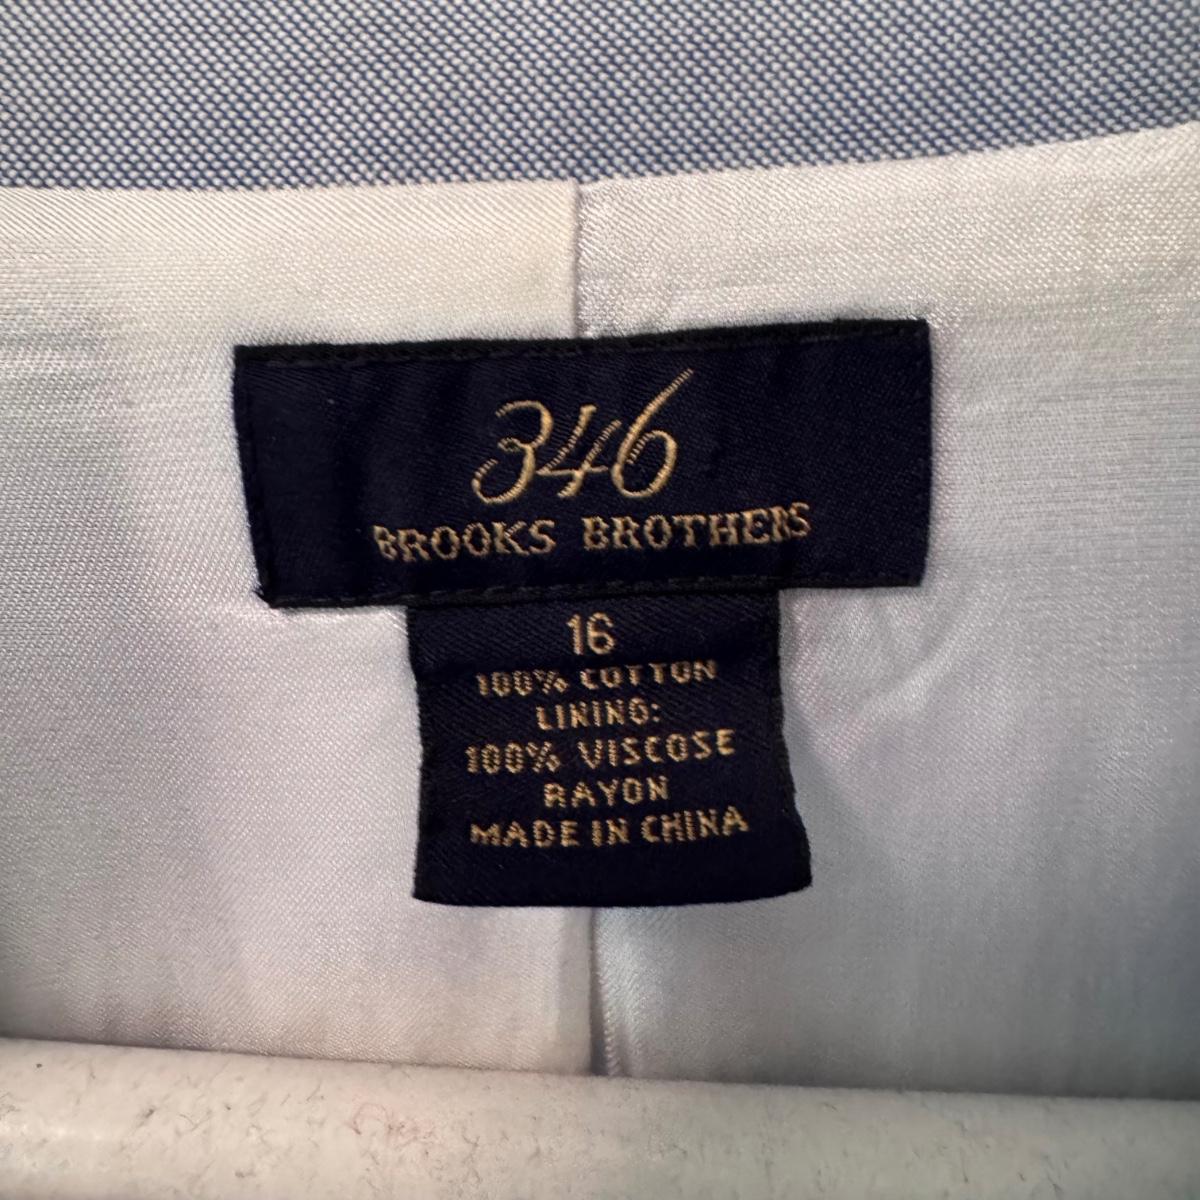 346
BROOKS BROTHERS
16
100% COTTON
LINING:
100% VISCOSE
RAYON
MADE IN CHINA